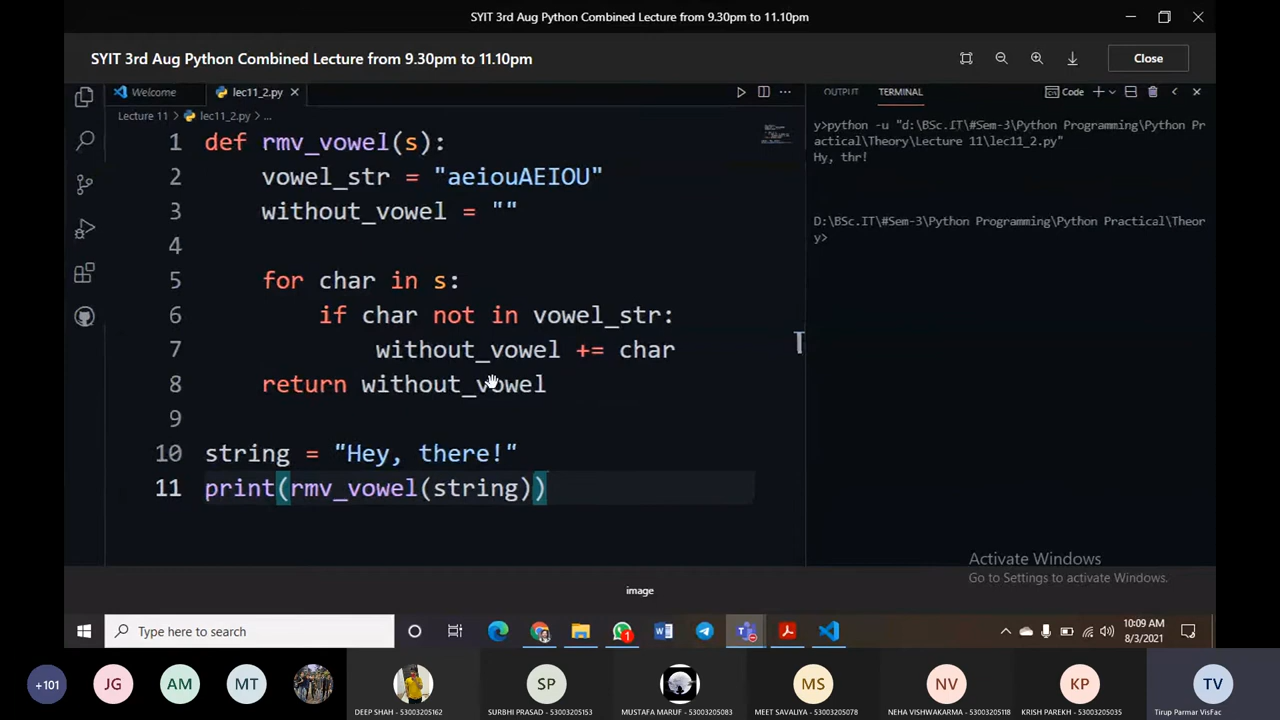 SYIT 3rd Aug Python Combined Lecture from 9.30pm to 11.10pm
SYIT 3rd Aug Python Combined Lecture from 9.30pm to 11.10pm
Close
Welcome
lec11_2.py
OUTPUT
TERMINAL
Code
Lecture 11 > lec11_2.py > ...
1 def rmv_vowel(s):
2 vowel_str = "aeiouAEIOU"
3 without_vowel = ""
4
5 for char in s:
6 if char not in vowel_str:
7 without_vowel += char
8 return without_vowel
9
10 string = "Hey, there!"
11 print(rmv_vowel(string))
y>python -u "d:\BSc.IT\#Sem-3\Python Programming\Python Pr
actical\Theory\Lecture 11\lec11_2.py"
Hy, thr!
D:\BSc.IT\#Sem-3\Python Programming\Python Practical\Theor
y>
Activate Windows
Go to Settings to activate Windows.
image
Type here to search
1
10:09 AM
8/3/2021
+101
JG
AM
MT
DEEP SHAH - 53003205162
SP
SURBHI PRASAD - 53003205153
MUSTAFA MARUF - 53003205083
MS
MEET SAVALIYA - 53003205078
NV
NEHA VISHWAKARMA - 53003205118
KP
KRISH PAREKH - 53003205035
TV
Tirup Parmar VisFac